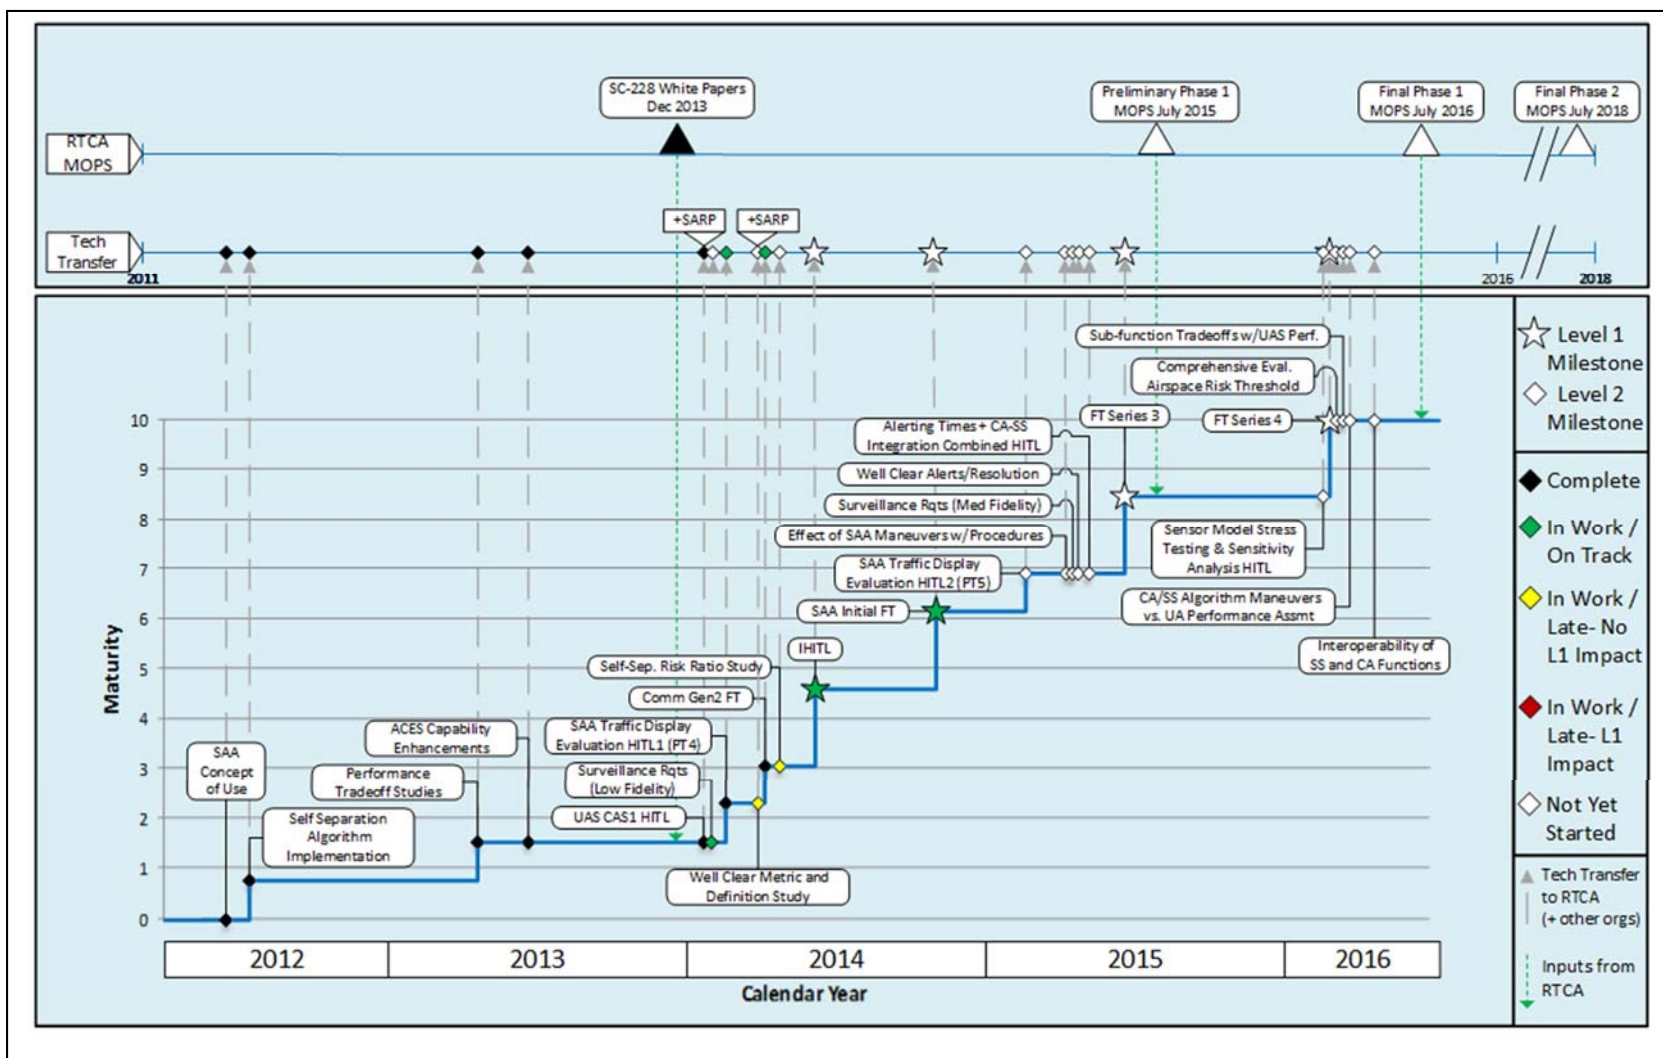 SC-228 White Papers
Dec 2013
Preliminary Phase 1
MOPS July 2015
Final Phase 1
MOPS July 2016
Final Phase 2
MOPS July 2018
RTCA
MOPS
+SARP
+SARP
Tech
Transfer
2011
2016
2018
Sub-function Tradeoffs w/UAS Perf.
Comprehensive Eval.
Airspace Risk Threshold
FT Series 3
FT Series 4
Alerting Times + CA-SS
Integration Combined HITL
Well Clear Alerts/Resolution
Surveillance Rqts (Med Fidelity)
Effect of SAA Maneuvers w/Procedures
SAA Traffic Display
Evaluation HITL2 (PT5)
SAA Initial FT
Sensor Model Stress
Testing & Sensitivity
Analysis HITL
CA/SS Algorithm Maneuvers
vs. UA Performance Assmt
Interoperability of
SS and CA Functions
IHITL
Self-Sep. Risk Ratio Study
Comm Gen2 FT
SAA Traffic Display
Evaluation HITL1 (PT4)
ACES Capability
Enhancements
Surveillance Rqts
(Low Fidelity)
Performance
Tradeoff Studies
SAA
Concept
of Use
UAS CAS1 HITL
Self Separation
Algorithm
Implementation
Well Clear Metric and
Definition Study
Maturity
10
9
8
7
6
5
4
3
2
1
0
2012
2013
2014
2015
2016
Calendar Year
Level 1
Milestone
Level 2
Milestone
Complete
In Work /
On Track
In Work /
Late- No
L1 Impact
In Work /
Late- L1
Impact
Not Yet
Started
Tech Transfer
to RTCA
(+ other orgs)
Inputs from
RTCA